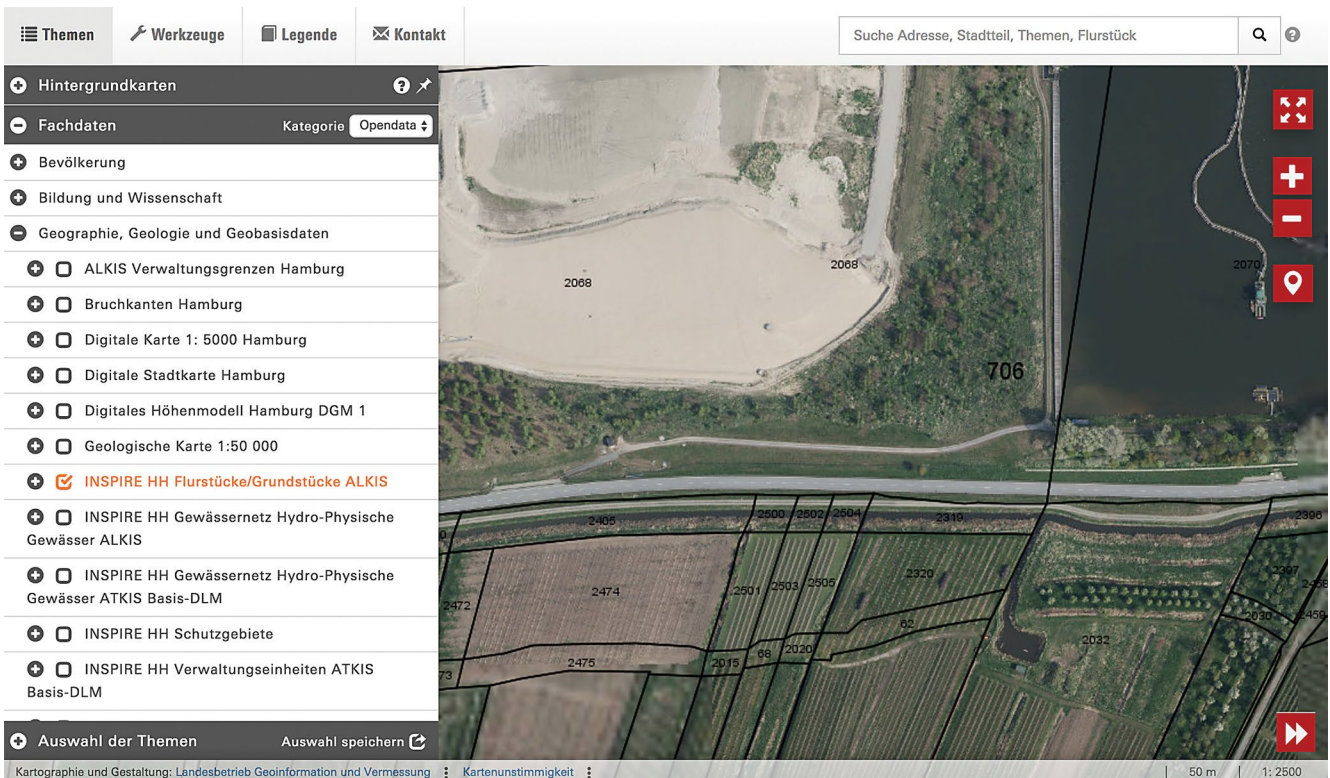 Themen
Werkzeuge
Legende
Kontakt
Suche Adresse, Stadtteil, Themen, Flurstück
Hintergrundkarten
Fachdaten
Kategorie
Opendata
Bevölkerung
Bildung und Wissenschaft
Geographie, Geologie und Geobasisdaten
ALKIS Verwaltungsgrenzen Hamburg
Bruchkanten Hamburg
Digitale Karte 1: 5000 Hamburg
Digitale Stadtkarte Hamburg
Digitales Höhenmodell Hamburg DGM 1
Geologische Karte 1:50 000
INSPIRE HH Flurstücke/Grundstücke ALKIS
INSPIRE HH Gewässernetz Hydro-Physische
Gewässer ALKIS
INSPIRE HH Gewässernetz Hydro-Physische
Gewässer ATKIS Basis-DLM
INSPIRE HH Schutzgebiete
INSPIRE HH Verwaltungseinheiten ATKIS
Basis-DLM
Auswahl der Themen
Auswahl speichern
2068
2068
2070
706
2405
2500
2502
2504
2319
2396
2472
2474
2501
2503
2505
2320
2397
62
2030
2459
2032
2475
2015
68
2020
73
Kartographie und Gestaltung: Landesbetrieb Geoinformation und Vermessung
Kartenunstimmigkeit
50 m
1: 2500